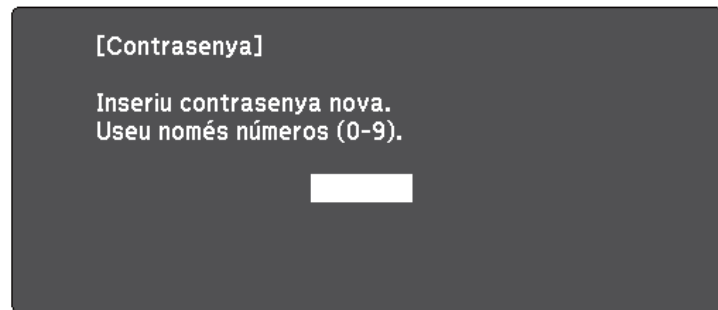 [Contrasenya]
Inseriu contrasenya nova.
Useu només números (0-9).